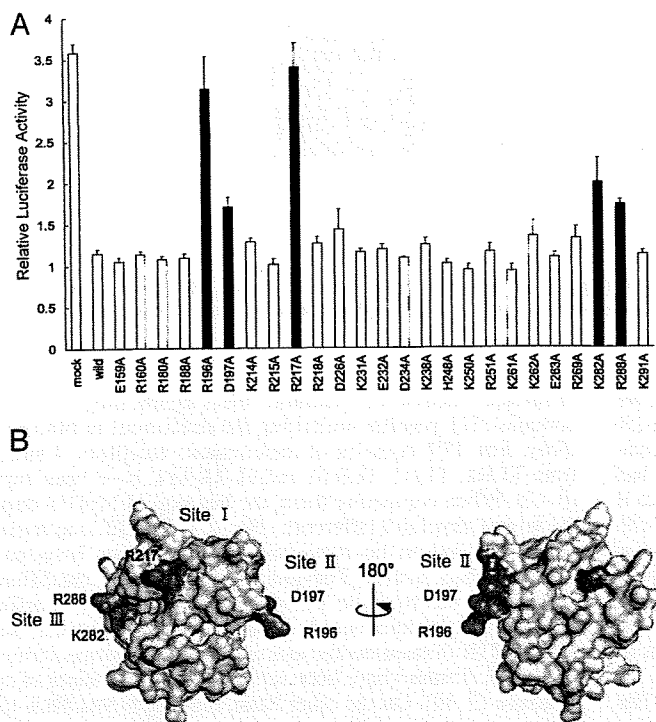 A
Relative Luciferase Activity
4
3.5
3
2.5
2
1.5
1
0.5
0
mock
wild
E159A
R160A
R180A
R188A
R196A
D197A
K214A
R215A
R217A
R218A
D226A
K231A
E232A
D234A
K238A
H248A
K250A
R251A
K261A
K262A
E263A
R269A
K282A
R288A
K291A
B
Site I
R217
Site II
D197
R196
R288
Site III
K282
180°
Site II
D197
R196